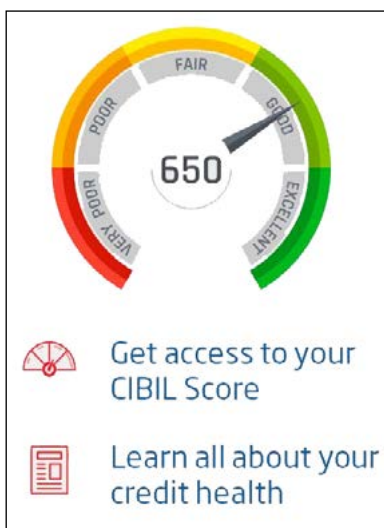 FAIR
POOR
GOOD
650
VERY POOR
EXCELLENT
Get access to your
CIBIL Score
Learn all about your
credit health